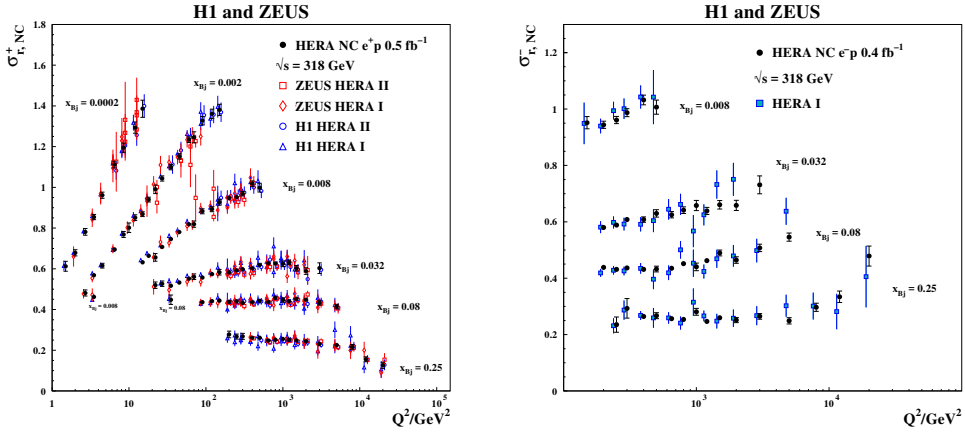 H1 and ZEUS
σ⁺r, NC
1.8
1.6
1.4
1.2
1
0.8
0.6
0.4
0.2
0
HERA NC e⁺p 0.5 fb⁻¹
√s = 318 GeV
ZEUS HERA II
ZEUS HERA I
H1 HERA II
H1 HERA I
xBj = 0.0002
xBj = 0.002
xBj = 0.008
xBj = 0.032
xBj = 0.008
xBj = 0.08
xBj = 0.08
xBj = 0.25
1 10 10² 10³ 10⁴ 10⁵
Q²/GeV²
H1 and ZEUS
σ⁻r, NC
1.2
1
0.8
0.6
0.4
0.2
0
HERA NC e⁻p 0.4 fb⁻¹
√s = 318 GeV
HERA I
xBj = 0.008
xBj = 0.032
xBj = 0.08
xBj = 0.25
10³ 10⁴
Q²/GeV²